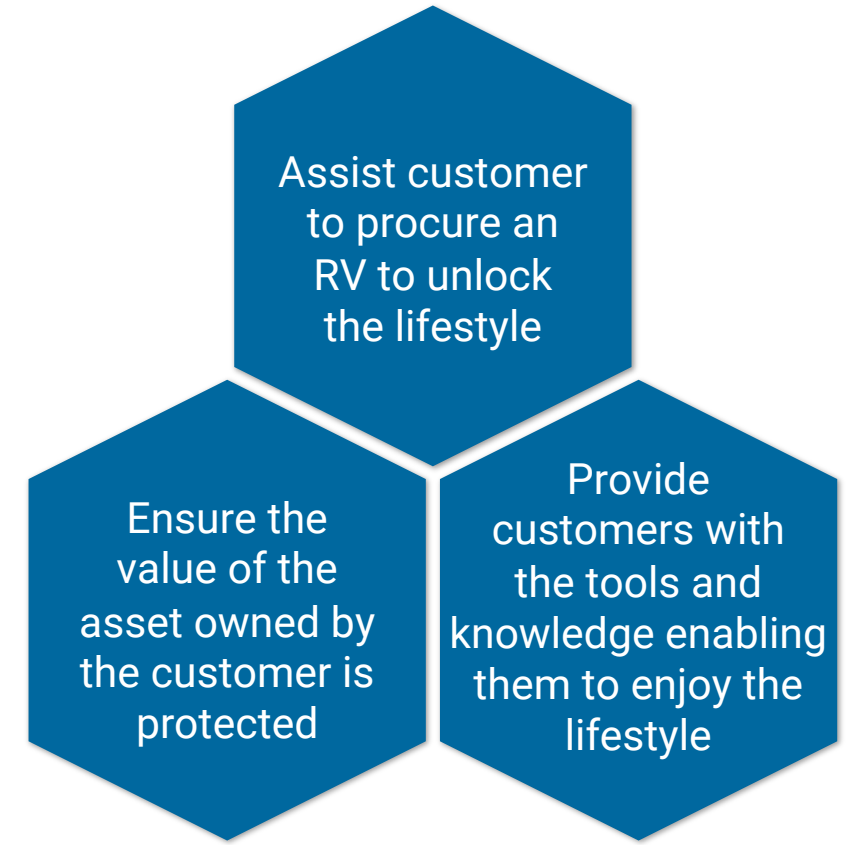 Assist customer
to procure an
RV to unlock
the lifestyle
Ensure the
value of the
asset owned by
the customer is
protected
Provide
customers with
the tools and
knowledge enabling
them to enjoy the
lifestyle